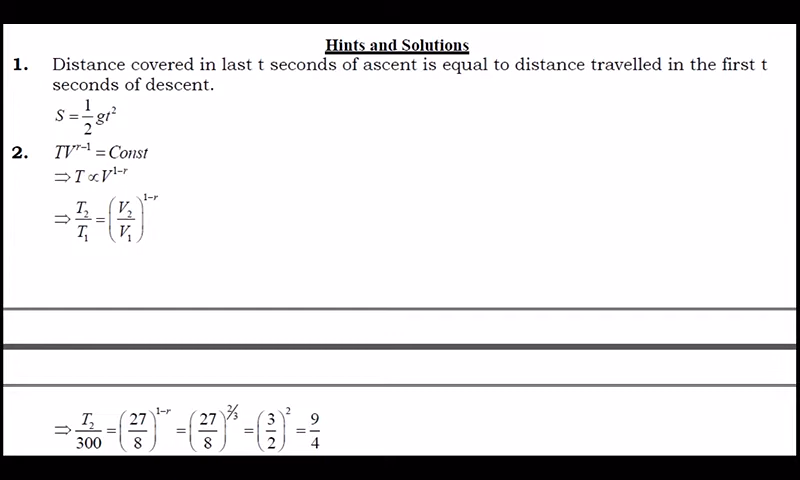 Hints and Solutions
1. Distance covered in last t seconds of ascent is equal to distance travelled in the first t
seconds of descent.
S = 1/2 gt²
2. TV^(r−1) = Const
⇒ T ∝ V^(1−r)
⇒ T₂/T₁ = (V₂/V₁)^(1−r)
⇒ T₂/300 = (27/8)^(1−r) = (27/8)^(2/3) = (3/2)² = 9/4